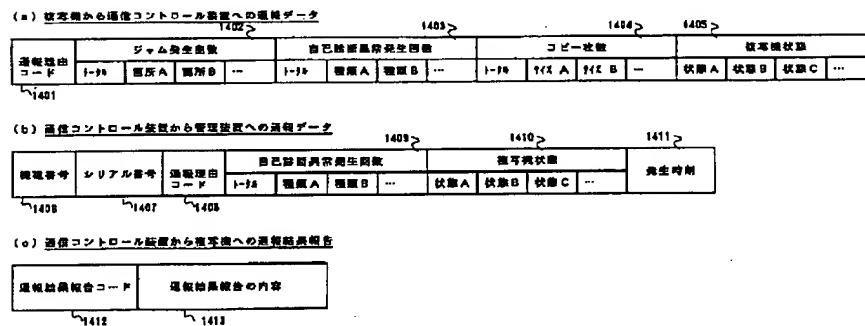 (a) 複写機から通信コントロール装置への通報データ
1402 1403 1404 1405
通報理由コード ジャム発生回数 自己診断異常発生回数 コピー枚数 複写機状態
トータル 箇所A 箇所B … トータル 種類A 種類B … トータル サイズA サイズB … 状態A 状態B 状態C …
1401
(b) 通信コントロール装置から管理装置への通報データ
1409 1410 1411
機種番号 シリアル番号 通報理由コード 自己診断異常発生回数 複写機状態 発生時刻
トータル 種類A 種類B … 状態A 状態B 状態C …
1406 1407 1408
(c) 通信コントロール装置から複写機への通報結果報告
通報結果報告コード 通報結果報告の内容
1412 1413